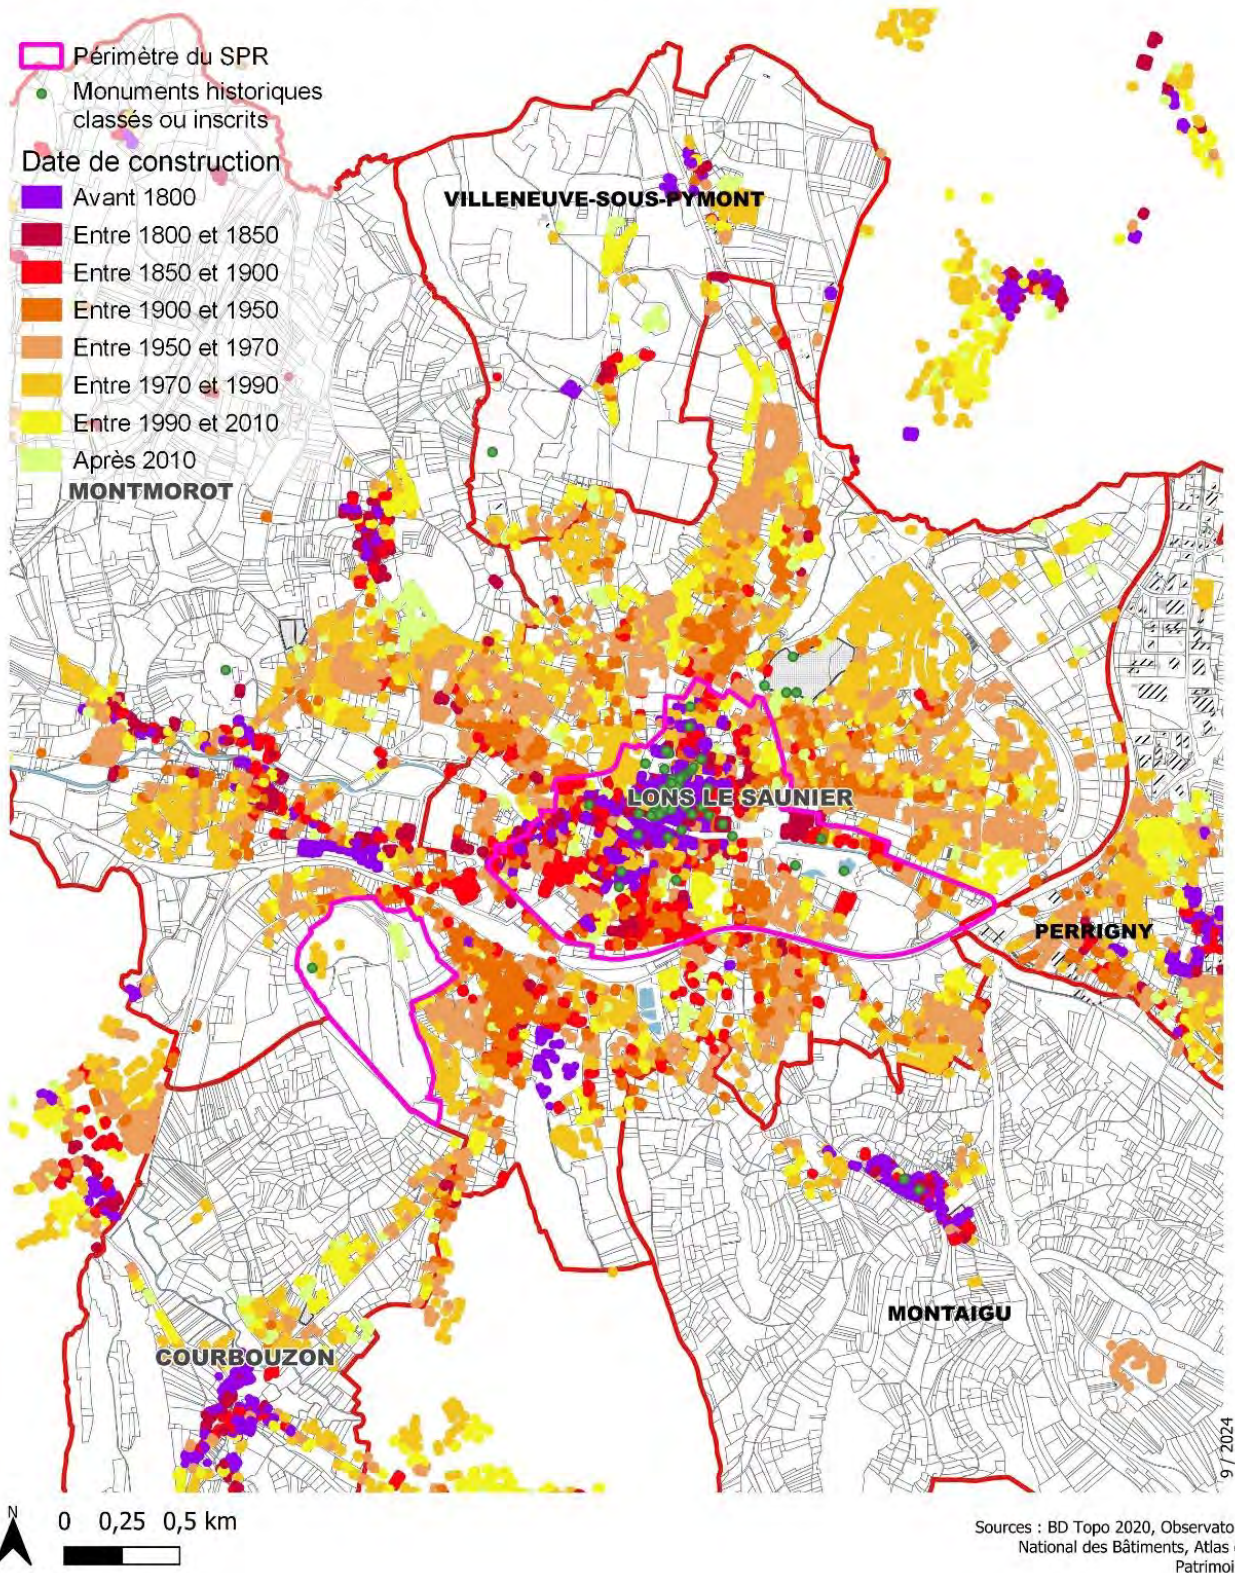 Périmètre du SPR
Monuments historiques
classés ou inscrits
Date de construction
Avant 1800
Entre 1800 et 1850
Entre 1850 et 1900
Entre 1900 et 1950
Entre 1950 et 1970
Entre 1970 et 1990
Entre 1990 et 2010
Après 2010
MONTMOROT
VILLENEUVE-SOUS-PYMONT
LONS LE SAUNIER
PERRIGNY
MONTAIGU
COURBOUZON
9 / 2024
N
0 0,25 0,5 km
Sources : BD Topo 2020, Observato
National des Bâtiments, Atlas
Patrimoi